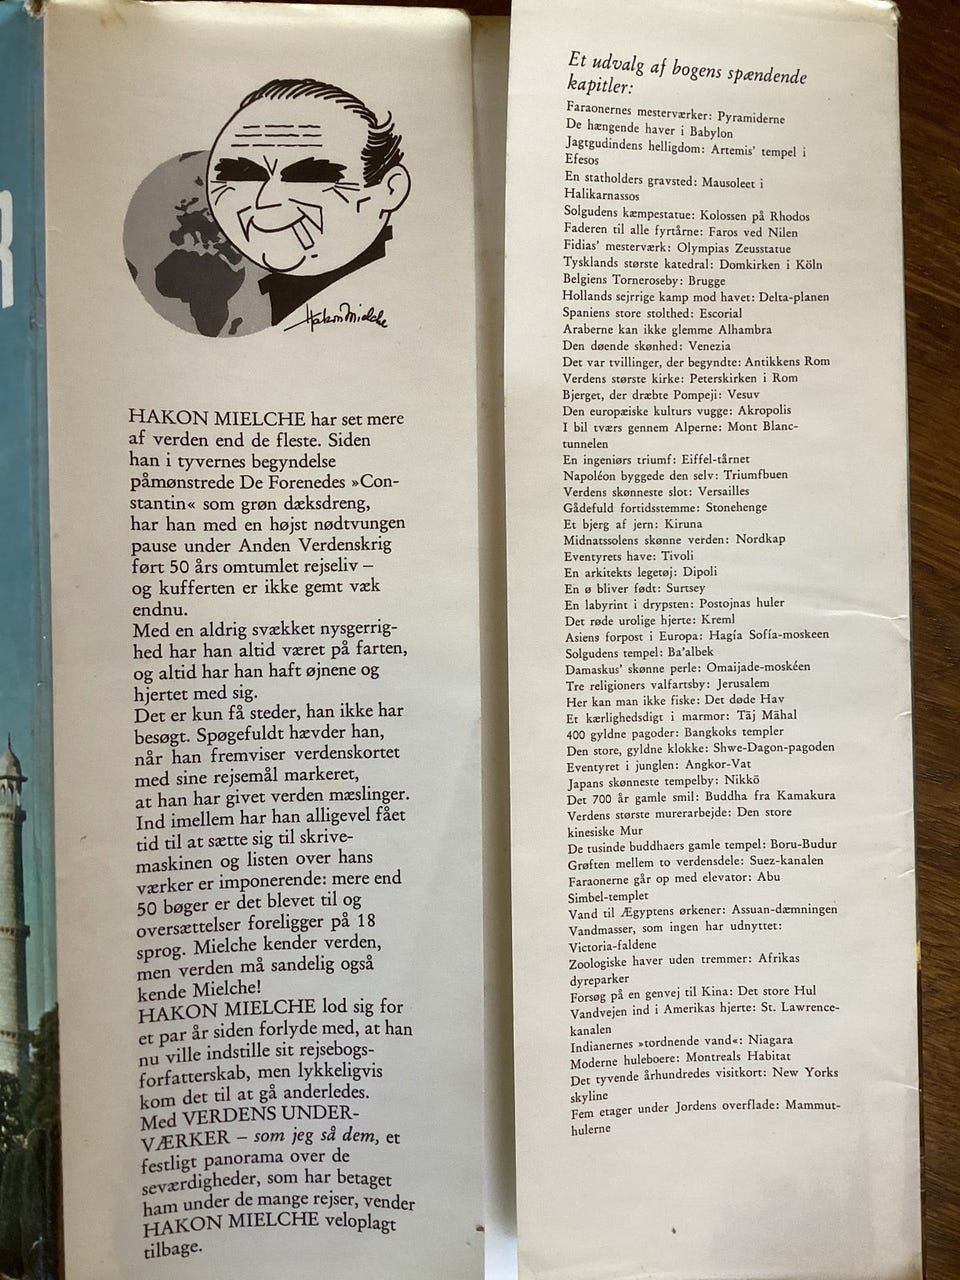 R
Hakon Mielche
HAKON MIELCHE har set mere
af verden end de fleste. Siden
han i tyvernes begyndelse
påmønstrede De Forenedes »Con-
stantin« som grøn dæksdreng,
har han med en højst nødtvungen
pause under Anden Verdenskrig
ført 50 års omtumlet rejseliv –
og kufferten er ikke gemt væk
endnu.
Med en aldrig svækket nysgerrig-
hed har han altid været på farten,
og altid har han haft øjnene og
hjertet med sig.
Det er kun få steder, han ikke har
besøgt. Spøgefuldt hævder han,
når han fremviser verdenskortet
med sine rejsemål markeret,
at han har givet verden mæslinger.
Ind imellem har han alligevel fået
tid til at sætte sig til skrive-
maskinen og listen over hans
værker er imponerende: mere end
50 bøger er det blevet til og
oversættelser foreligger på 18
sprog. Mielche kender verden,
men verden må sandelig også
kende Mielche!
HAKON MIELCHE lod sig for
et par år siden forlyde med, at han
nu ville indstille sit rejsebogs-
forfatterskab, men lykkeligvis
kom det til at gå anderledes.
Med VERDENS UNDER-
VÆRKER – som jeg så dem, et
festligt panorama over de
seværdigheder, som har betaget
ham under de mange rejser, vender
HAKON MIELCHE veloplagt
tilbage.
Et udvalg af bogens spændende
kapitler:
Faraonernes mesterværker: Pyramiderne
De hængende haver i Babylon
Jagtgudindens helligdom: Artemis' tempel i
Efesos
En statholders gravsted: Mausoleet i
Halikarnassos
Solgudens kæmpestatue: Kolossen på Rhodos
Faderen til alle fyrtårne: Faros ved Nilen
Fidias' mesterværk: Olympias Zeusstatue
Tysklands største katedral: Domkirken i Köln
Belgiens Torneroseby: Brugge
Hollands sejrrige kamp mod havet: Delta-planen
Spaniens store stolthed: Escorial
Araberne kan ikke glemme Alhambra
Den døende skønhed: Venezia
Det var tvillinger, der begyndte: Antikkens Rom
Verdens største kirke: Peterskirken i Rom
Bjerget, der dræbte Pompeji: Vesuv
Den europæiske kulturs vugge: Akropolis
I bil tværs gennem Alperne: Mont Blanc-
tunnelen
En ingeniørs triumf: Eiffel-tårnet
Napoléon byggede den selv: Triumfbuen
Verdens skønneste slot: Versailles
Gådefuld fortidsstemme: Stonehenge
Et bjerg af jern: Kiruna
Midnatssolens skønne verden: Nordkap
Eventyrets have: Tivoli
En arkitekts legetøj: Dipoli
En ø bliver født: Surtsey
En labyrint i drypsten: Postojnas huler
Det røde urolige hjerte: Kreml
Asiens forpost i Europa: Hagía Sofía-moskeen
Solgudens tempel: Ba'albek
Damaskus' skønne perle: Omaijade-moskéen
Tre religioners valfartsby: Jerusalem
Her kan man ikke fiske: Det døde Hav
Et kærlighedsdigt i marmor: Tāj Māhal
400 gyldne pagoder: Bangkoks templer
Den store, gyldne klokke: Shwe-Dagon-pagoden
Eventyret i junglen: Angkor-Vat
Japans skønneste tempelby: Nikkō
Det 700 år gamle smil: Buddha fra Kamakura
Verdens største murerarbejde: Den store
kinesiske Mur
De tusinde buddhaers gamle tempel: Boru-Budur
Grøften mellem to verdensdele: Suez-kanalen
Faraonerne går op med elevator: Abu
Simbel-templet
Vand til Ægyptens ørkener: Assuan-dæmningen
Vandmasser, som ingen har udnyttet:
Victoria-faldene
Zoologiske haver uden tremmer: Afrikas
dyreparker
Forsøg på en genvej til Kina: Det store Hul
Vandvejen ind i Amerikas hjerte: St. Lawrence-
kanalen
Indianernes »tordnende vand«: Niagara
Moderne huleboere: Montreals Habitat
Det tyvende århundredes visitkort: New Yorks
skyline
Fem etager under Jordens overflade: Mammut-
hulerne